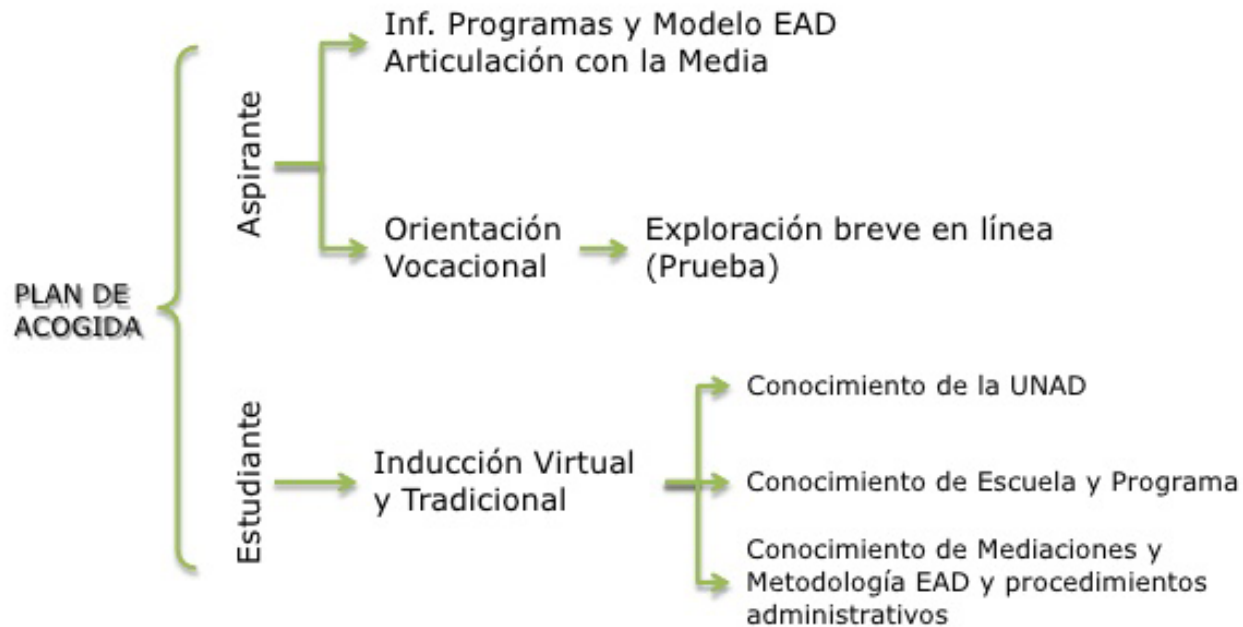 PLAN DE
ACOGIDA
Aspirante
Inf. Programas y Modelo EAD
Articulación con la Media
Orientación
Vocacional
Exploración breve en línea
(Prueba)
Estudiante
Inducción Virtual
y Tradicional
Conocimiento de la UNAD
Conocimiento de Escuela y Programa
Conocimiento de Mediaciones y
Metodología EAD y procedimientos
administrativos